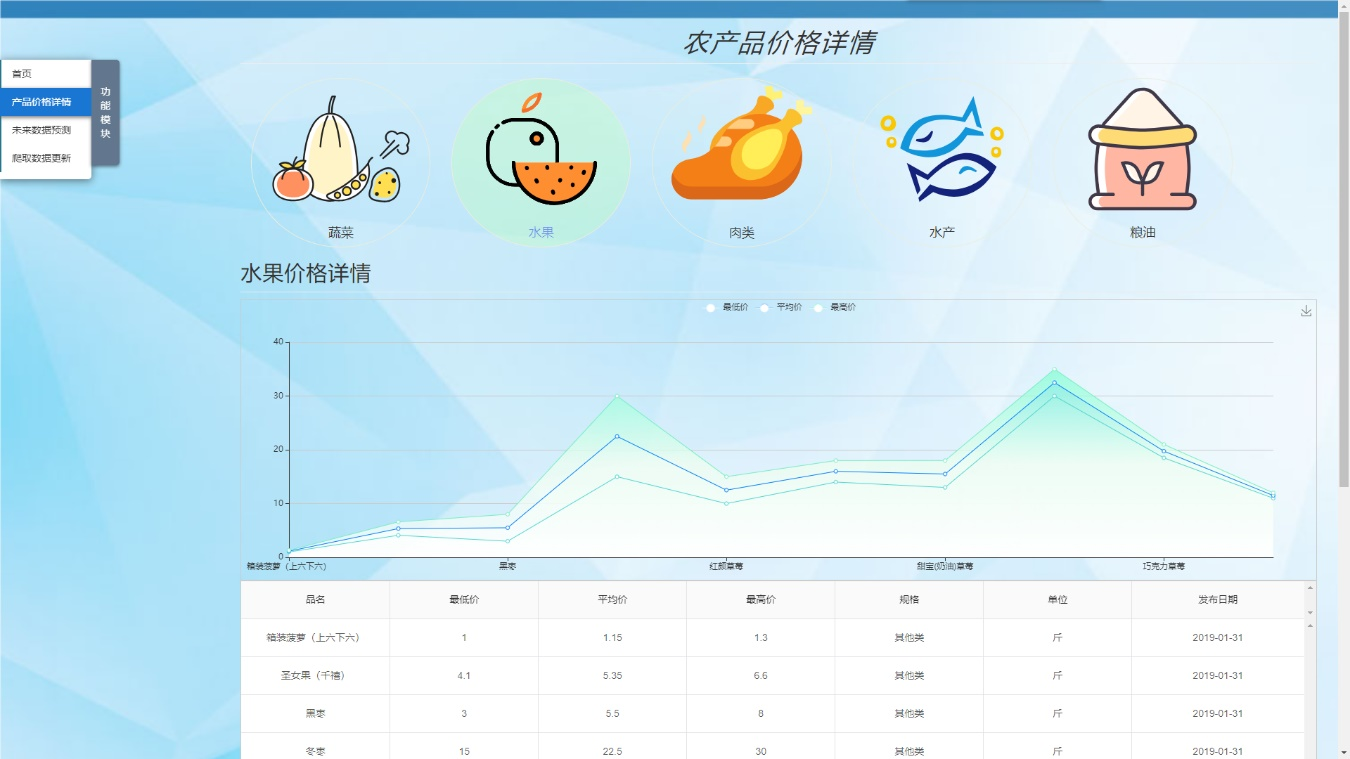 农产品价格详情
首页
产品价格详情
未来数据预测
爬取数据更新
功能模块
蔬菜
水果
肉类
水产
粮油
水果价格详情
最低价 平均价 最高价
40
30
20
10
0
箱装菠萝（上六下六） 黑枣 红颜草莓 甜宝(奶油)草莓 巧克力草莓
品名 最低价 平均价 最高价 规格 单位 发布日期
箱装菠萝（上六下六） 1 1.15 1.3 其他类 斤 2019-01-31
圣女果（千禧） 4.1 5.35 6.6 其他类 斤 2019-01-31
黑枣 3 5.5 8 其他类 斤 2019-01-31
冬枣 15 22.5 30 其他类 斤 2019-01-31